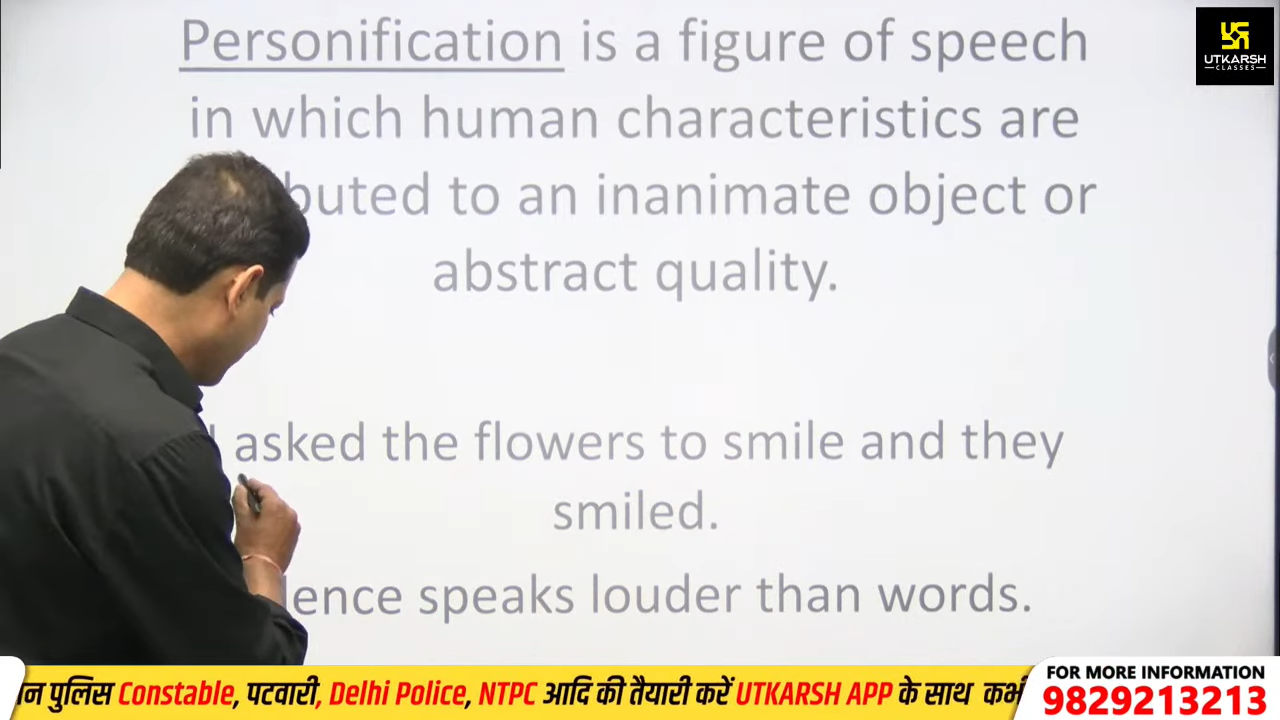 Personification is a figure of speech
in which human characteristics are
buted to an inanimate object or
abstract quality.
I asked the flowers to smile and they
smiled.
lence speaks louder than words.
UTKARSH
CLASSES
न पुलिस Constable, पटवारी, Delhi Police, NTPC आदि की तैयारी करें UTKARSH APP के साथ कभी
FOR MORE INFORMATION
9829213213